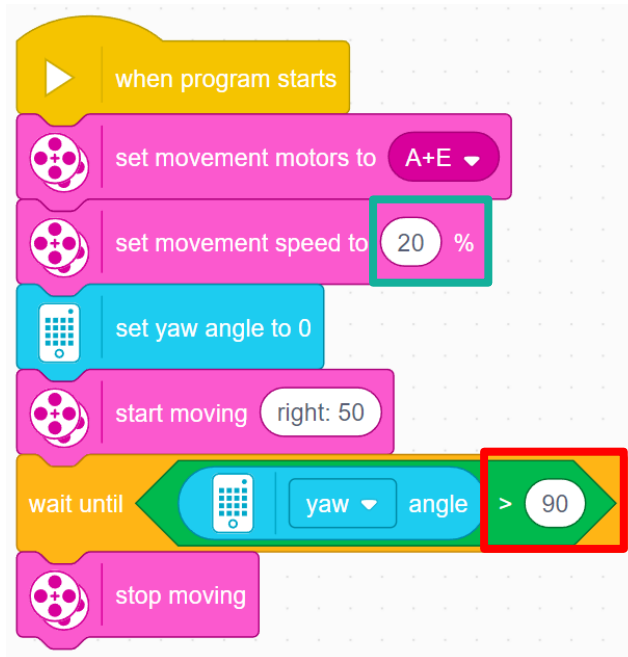 when program starts
set movement motors to A+E
set movement speed to 20 %
set yaw angle to 0
start moving right: 50
wait until yaw angle > 90
stop moving